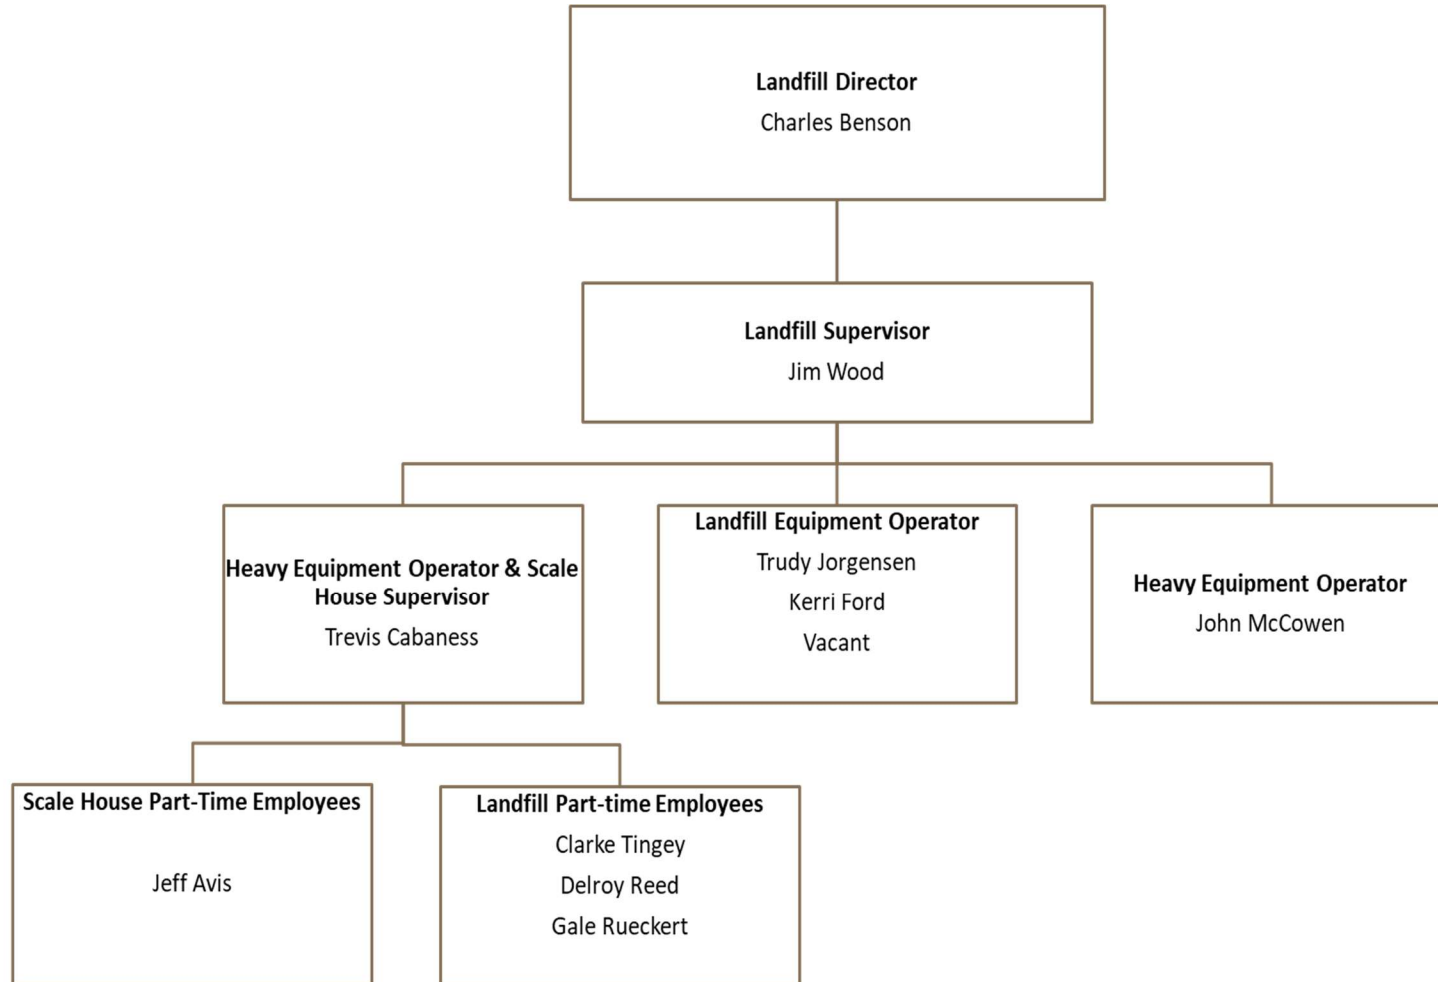 Landfill Director
Charles Benson
Landfill Supervisor
Jim Wood
Heavy Equipment Operator & Scale
House Supervisor
Trevis Cabaness
Landfill Equipment Operator
Trudy Jorgensen
Kerri Ford
Vacant
Heavy Equipment Operator
John McCowen
Scale House Part-Time Employees
Jeff Avis
Landfill Part-time Employees
Clarke Tingey
Delroy Reed
Gale Rueckert